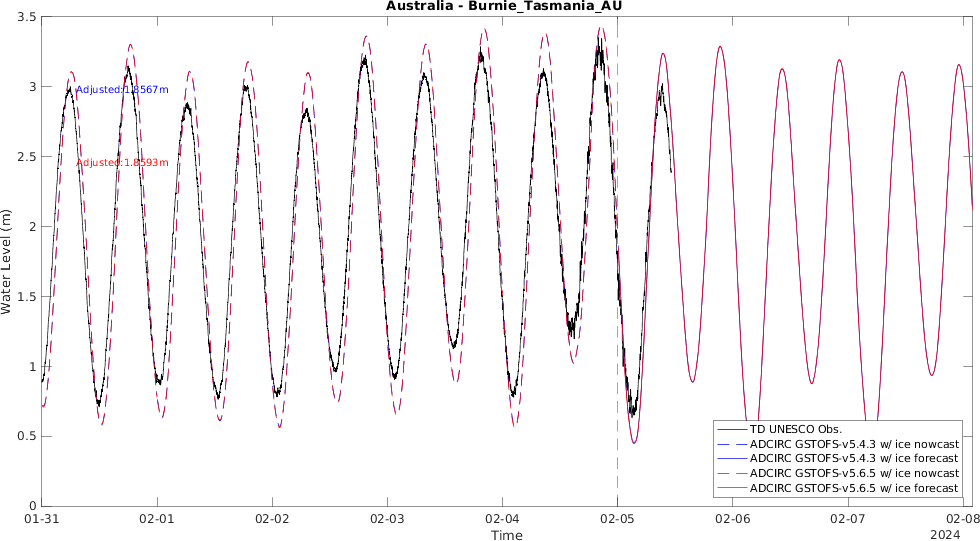 Australia - Burnie_Tasmania_AU
3.5
3
Adjusted:1.8567m
2.5
Adjusted:1.8593m
2
Water Level (m)
1.5
1
0.5
0
TD UNESCO Obs.
ADCIRC GSTOFS-v5.4.3 w/ ice nowcast
ADCIRC GSTOFS-v5.4.3 w/ ice forecast
ADCIRC GSTOFS-v5.6.5 w/ ice nowcast
ADCIRC GSTOFS-v5.6.5 w/ ice forecast
01-31 02-01 02-02 02-03 02-04 02-05 02-06 02-07 02-08
Time
2024